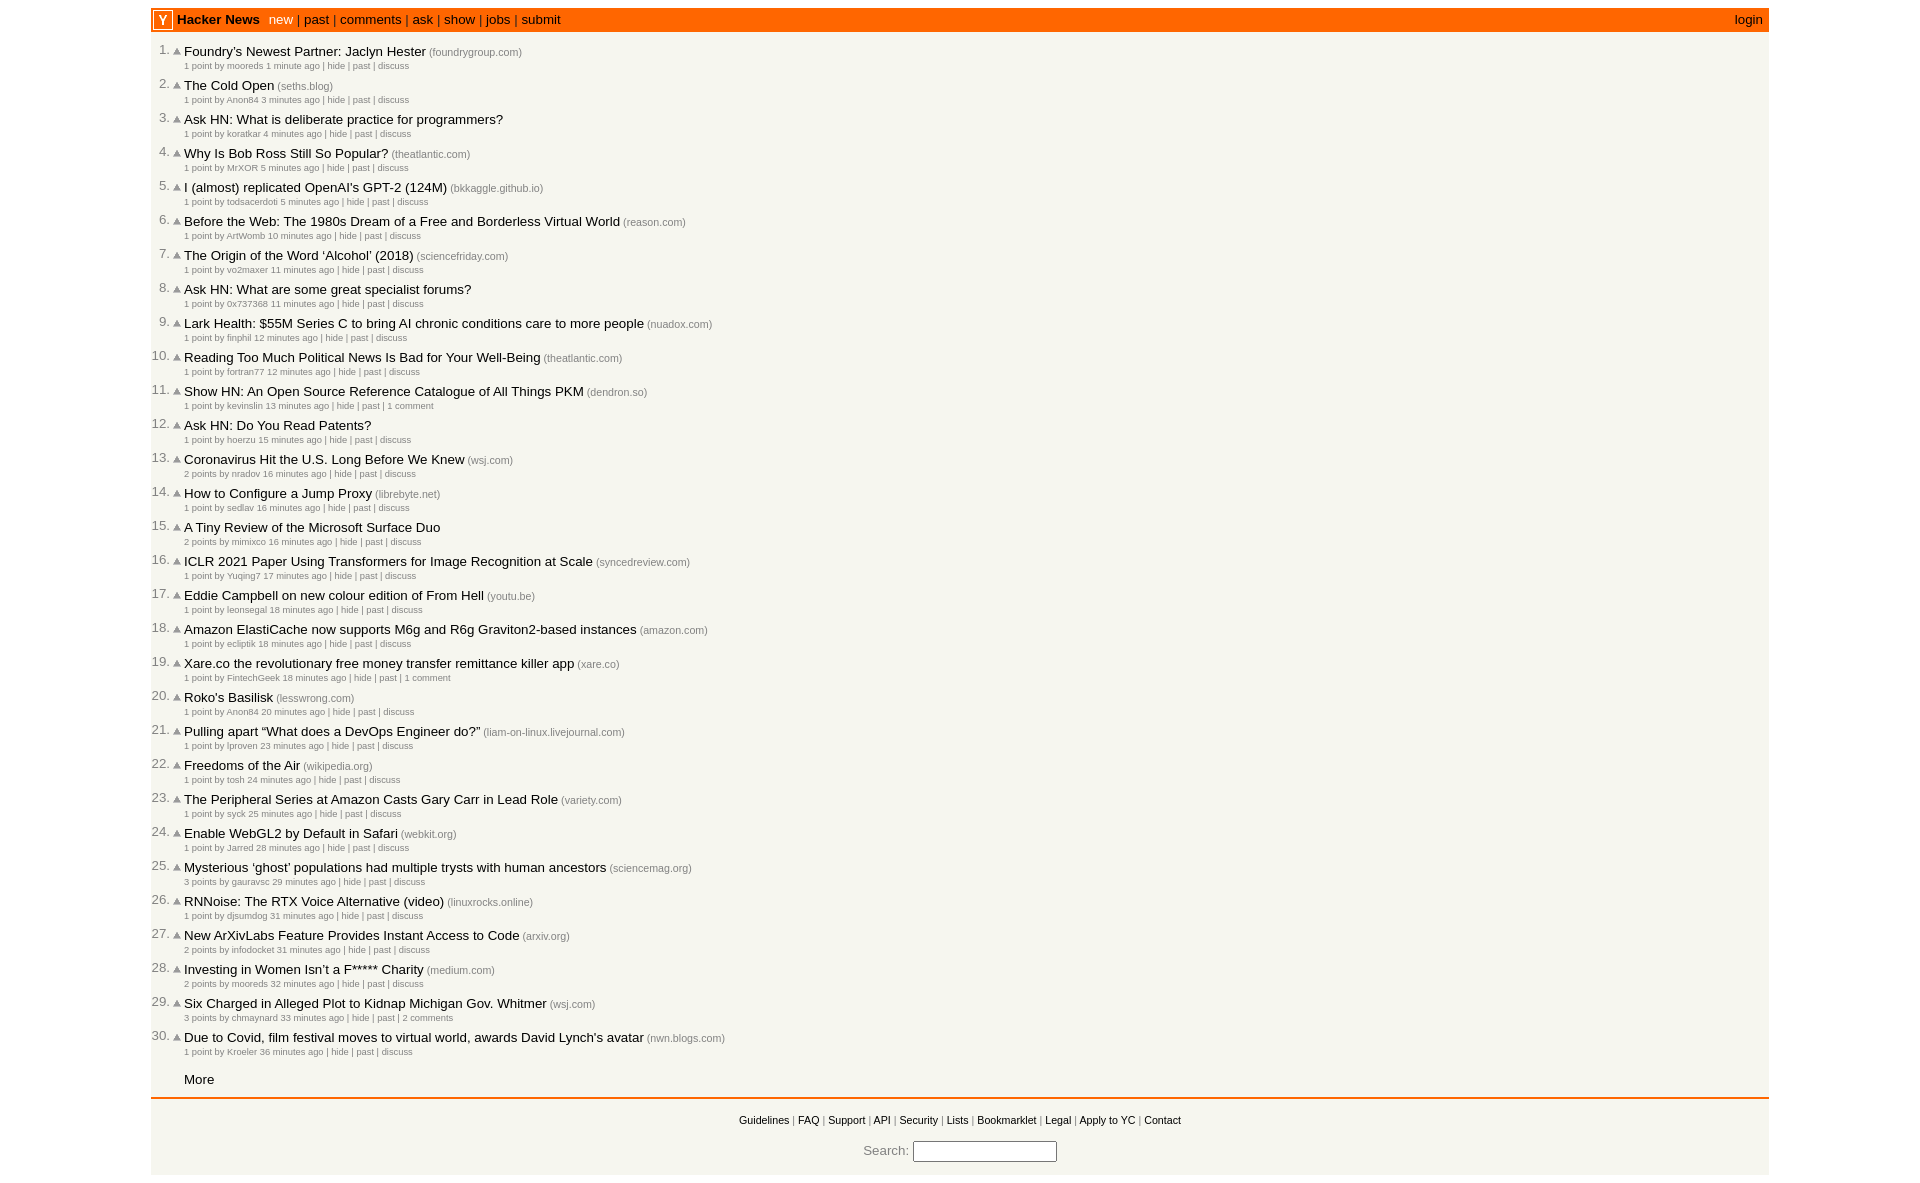 Y Hacker News new | past | comments | ask | show | jobs | submit login
1. Foundry’s Newest Partner: Jaclyn Hester (foundrygroup.com)
1 point by mooreds 1 minute ago | hide | past | discuss
2. The Cold Open (seths.blog)
1 point by Anon84 3 minutes ago | hide | past | discuss
3. Ask HN: What is deliberate practice for programmers?
1 point by koratkar 4 minutes ago | hide | past | discuss
4. Why Is Bob Ross Still So Popular? (theatlantic.com)
1 point by MrXOR 5 minutes ago | hide | past | discuss
5. I (almost) replicated OpenAI's GPT-2 (124M) (bkkaggle.github.io)
1 point by todsacerdoti 5 minutes ago | hide | past | discuss
6. Before the Web: The 1980s Dream of a Free and Borderless Virtual World (reason.com)
1 point by ArtWomb 10 minutes ago | hide | past | discuss
7. The Origin of the Word ‘Alcohol’ (2018) (sciencefriday.com)
1 point by vo2maxer 11 minutes ago | hide | past | discuss
8. Ask HN: What are some great specialist forums?
1 point by 0x737368 11 minutes ago | hide | past | discuss
9. Lark Health: $55M Series C to bring AI chronic conditions care to more people (nuadox.com)
1 point by finphil 12 minutes ago | hide | past | discuss
10. Reading Too Much Political News Is Bad for Your Well-Being (theatlantic.com)
1 point by fortran77 12 minutes ago | hide | past | discuss
11. Show HN: An Open Source Reference Catalogue of All Things PKM (dendron.so)
1 point by kevinslin 13 minutes ago | hide | past | 1 comment
12. Ask HN: Do You Read Patents?
1 point by hoerzu 15 minutes ago | hide | past | discuss
13. Coronavirus Hit the U.S. Long Before We Knew (wsj.com)
2 points by nradov 16 minutes ago | hide | past | discuss
14. How to Configure a Jump Proxy (librebyte.net)
1 point by sedlav 16 minutes ago | hide | past | discuss
15. A Tiny Review of the Microsoft Surface Duo
2 points by mimixco 16 minutes ago | hide | past | discuss
16. ICLR 2021 Paper Using Transformers for Image Recognition at Scale (syncedreview.com)
1 point by Yuqing7 17 minutes ago | hide | past | discuss
17. Eddie Campbell on new colour edition of From Hell (youtu.be)
1 point by leonsegal 18 minutes ago | hide | past | discuss
18. Amazon ElastiCache now supports M6g and R6g Graviton2-based instances (amazon.com)
1 point by ecliptik 18 minutes ago | hide | past | discuss
19. Xare.co the revolutionary free money transfer remittance killer app (xare.co)
1 point by FintechGeek 18 minutes ago | hide | past | 1 comment
20. Roko's Basilisk (lesswrong.com)
1 point by Anon84 20 minutes ago | hide | past | discuss
21. Pulling apart “What does a DevOps Engineer do?” (liam-on-linux.livejournal.com)
1 point by lproven 23 minutes ago | hide | past | discuss
22. Freedoms of the Air (wikipedia.org)
1 point by tosh 24 minutes ago | hide | past | discuss
23. The Peripheral Series at Amazon Casts Gary Carr in Lead Role (variety.com)
1 point by syck 25 minutes ago | hide | past | discuss
24. Enable WebGL2 by Default in Safari (webkit.org)
1 point by Jarred 28 minutes ago | hide | past | discuss
25. Mysterious ‘ghost’ populations had multiple trysts with human ancestors (sciencemag.org)
3 points by gauravsc 29 minutes ago | hide | past | discuss
26. RNNoise: The RTX Voice Alternative (video) (linuxrocks.online)
1 point by djsumdog 31 minutes ago | hide | past | discuss
27. New ArXivLabs Feature Provides Instant Access to Code (arxiv.org)
2 points by infodocket 31 minutes ago | hide | past | discuss
28. Investing in Women Isn’t a F***** Charity (medium.com)
2 points by mooreds 32 minutes ago | hide | past | discuss
29. Six Charged in Alleged Plot to Kidnap Michigan Gov. Whitmer (wsj.com)
3 points by chmaynard 33 minutes ago | hide | past | 2 comments
30. Due to Covid, film festival moves to virtual world, awards David Lynch's avatar (nwn.blogs.com)
1 point by Kroeler 36 minutes ago | hide | past | discuss
More
Guidelines | FAQ | Support | API | Security | Lists | Bookmarklet | Legal | Apply to YC | Contact
Search: